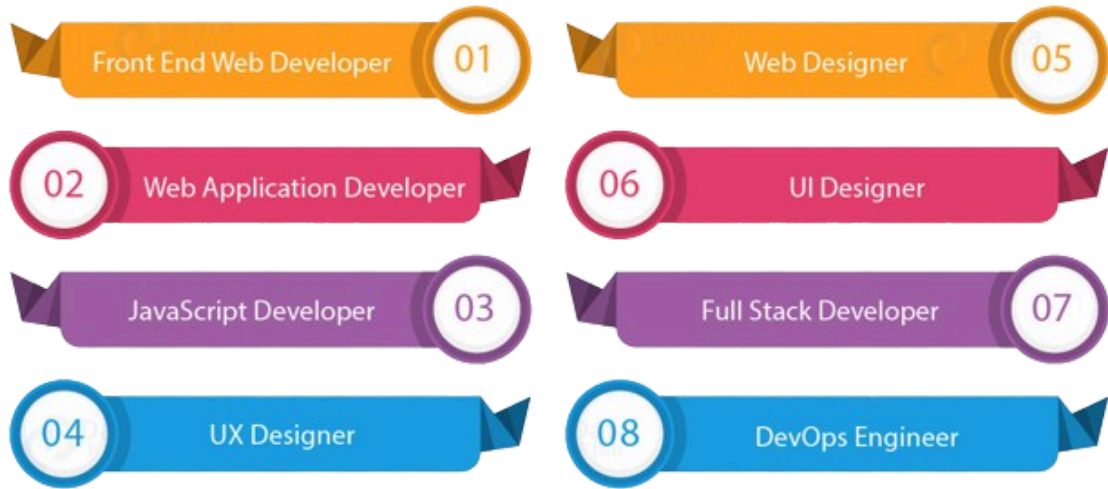 Front End Web Developer 01
02 Web Application Developer
JavaScript Developer 03
04 UX Designer
Web Designer 05
06 UI Designer
Full Stack Developer 07
08 DevOps Engineer